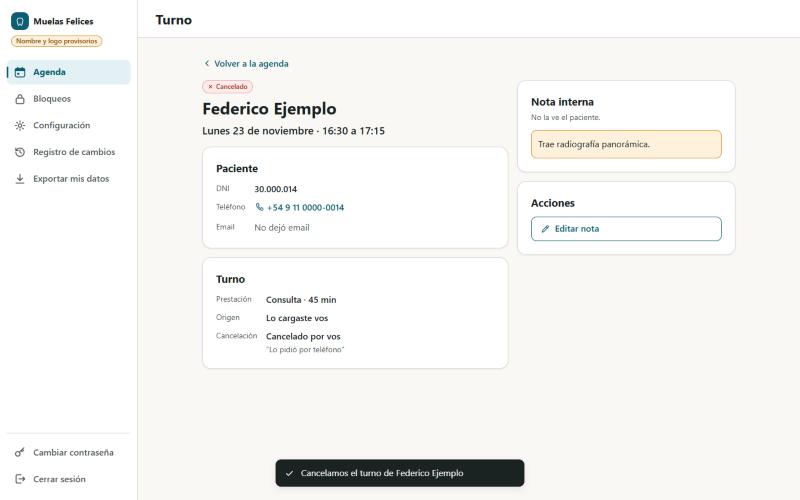 Muelas Felices
Nombre y logo provisorios
Agenda
Bloqueos
Configuración
Registro de cambios
Exportar mis datos
Cambiar contraseña
Cerrar sesión
Turno
Volver a la agenda
Cancelado
Federico Ejemplo
Lunes 23 de noviembre · 16:30 a 17:15
Paciente
DNI 30.000.014
Teléfono +54 9 11 0000-0014
Email No dejó email
Turno
Prestación Consulta · 45 min
Origen Lo cargaste vos
Cancelación Cancelado por vos
"Lo pidió por teléfono"
Nota interna
No la ve el paciente.
Trae radiografía panorámica.
Acciones
Editar nota
Cancelamos el turno de Federico Ejemplo